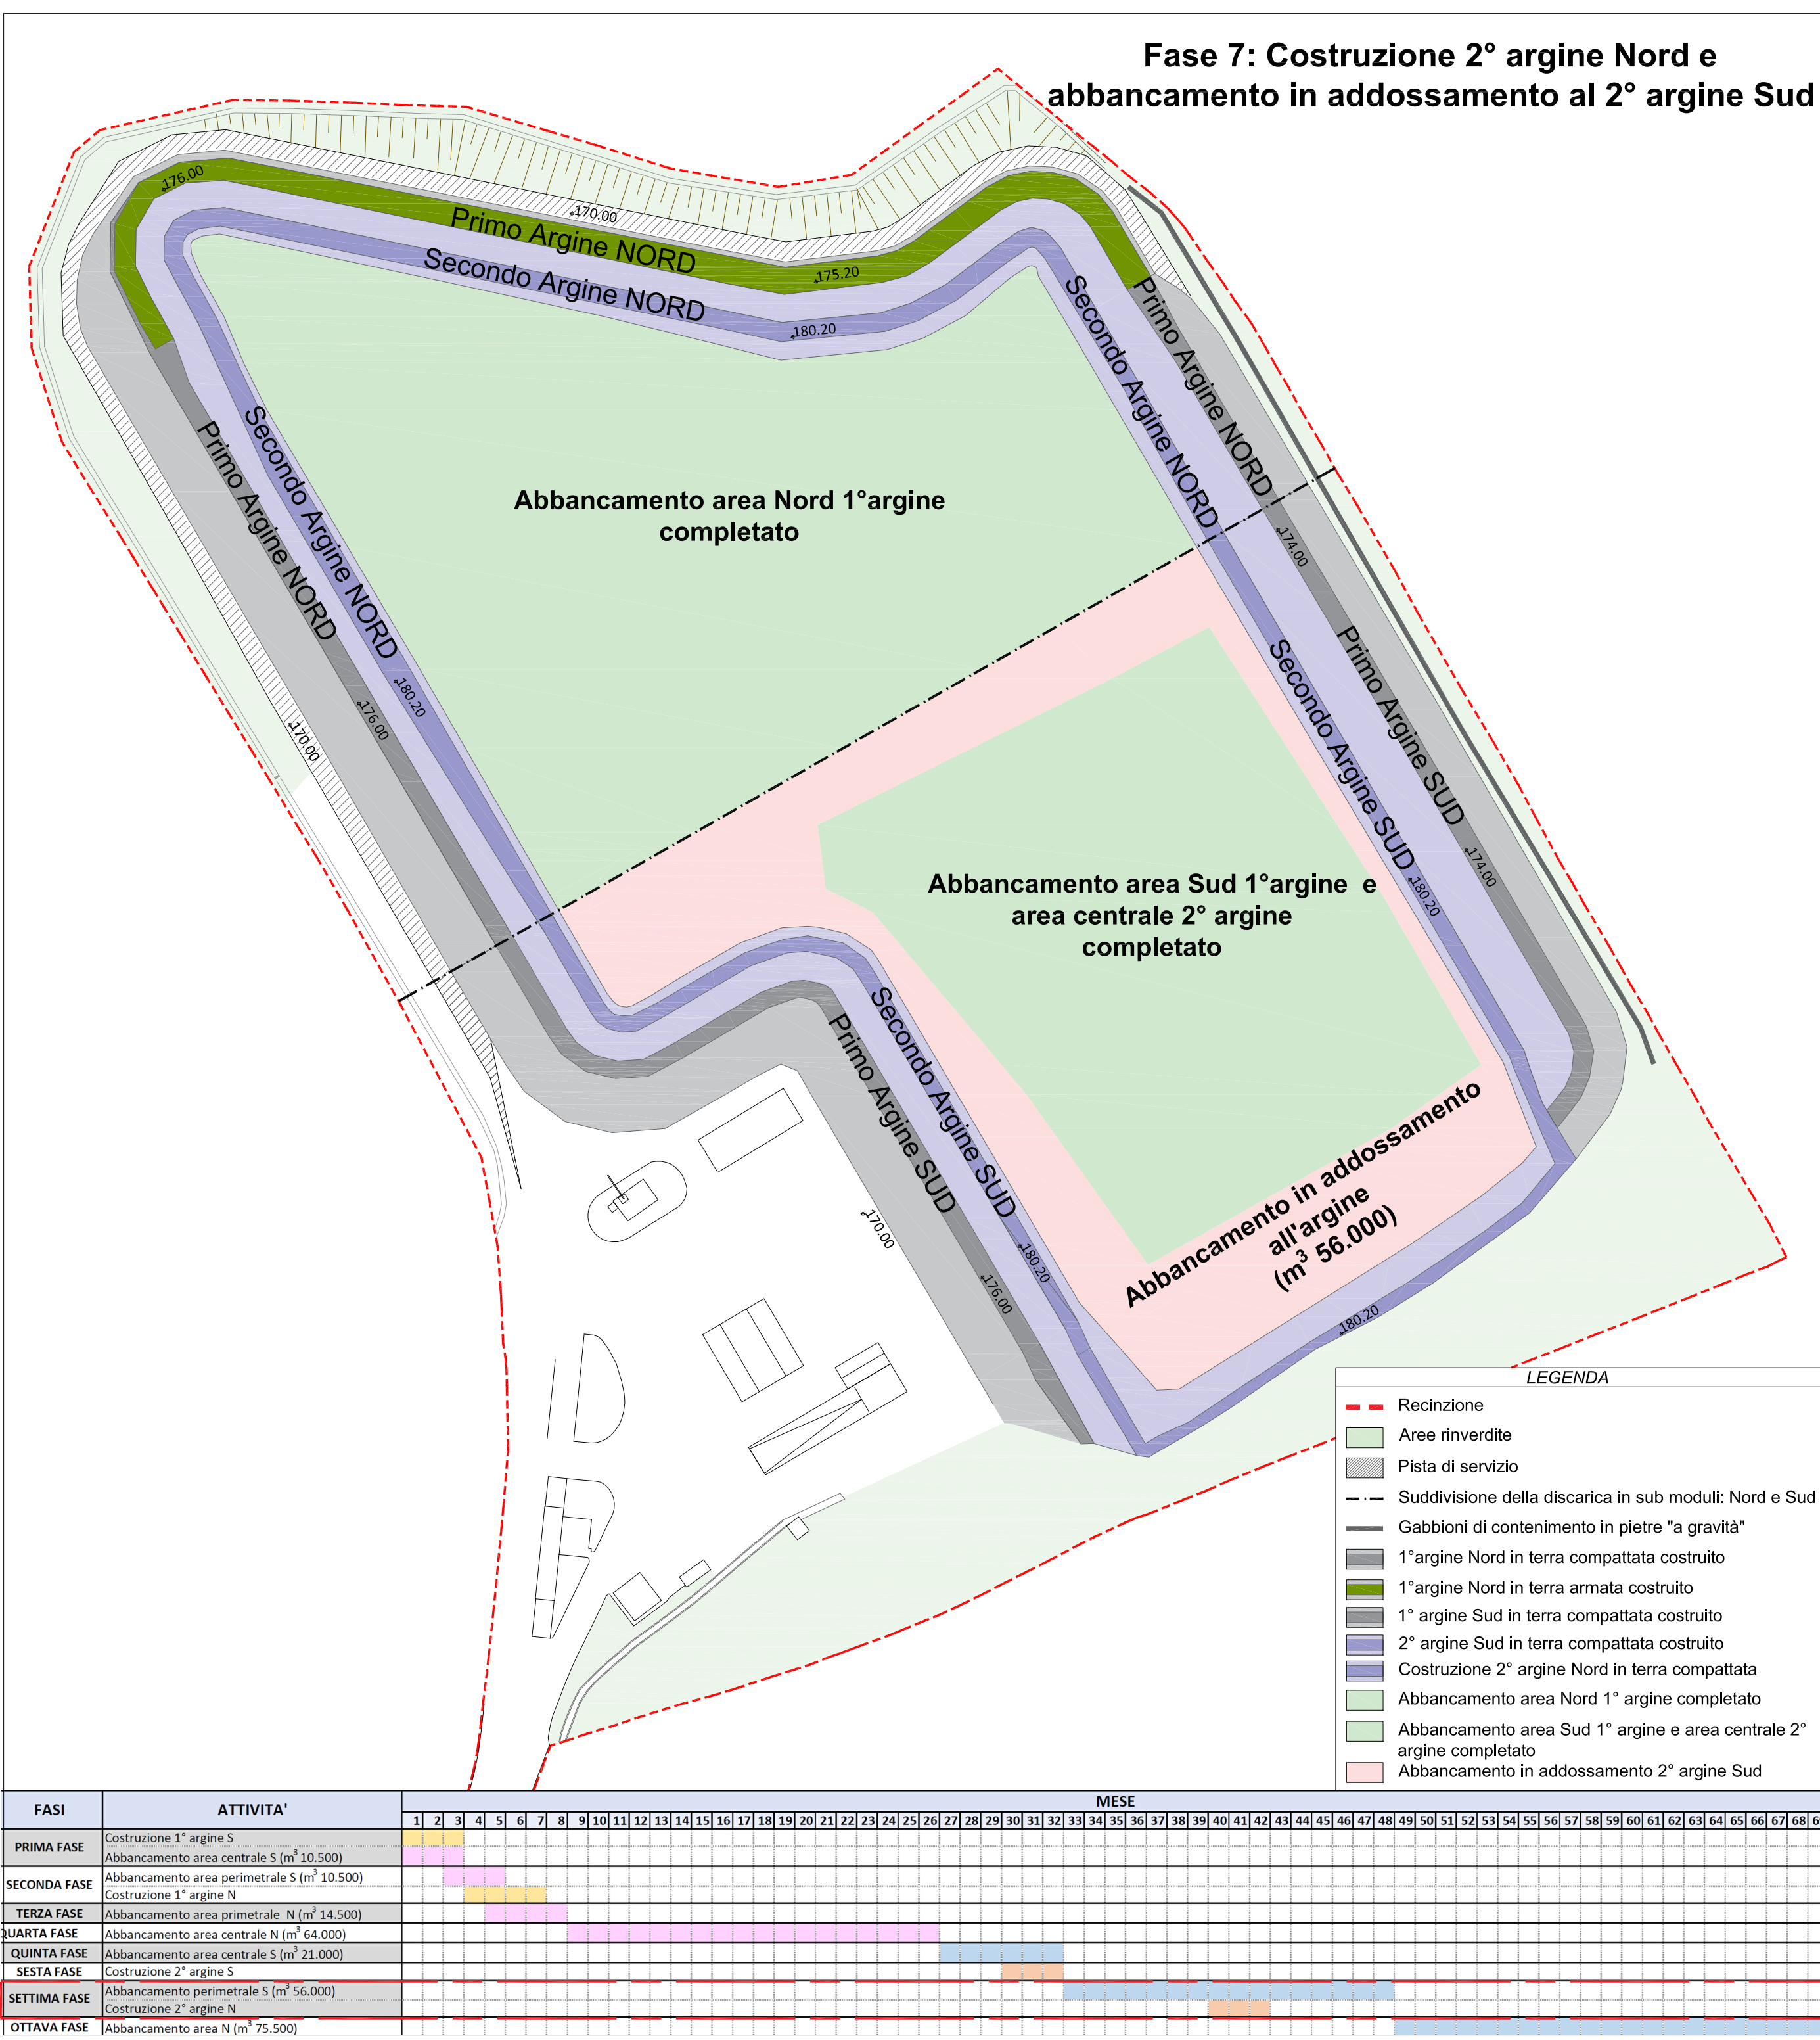 Fase 7: Costruzione 2° argine Nord e
abbancamento in addossamento al 2° argine Sud
176.00
170.00
Primo Argine NORD
175.20
Secondo Argine NORD
180.20
Secondo Argine NORD
Primo Argine NORD
Secondo Argine NORD
Primo Argine NORD
Abbancamento area Nord 1°argine
completato
174.00
180.20
176.00
170.00
Secondo Argine SUD
Primo Argine SUD
174.00
180.20
Abbancamento area Sud 1°argine e
area centrale 2° argine
completato
Secondo Argine SUD
Primo Argine SUD
170.00
180.20
176.00
Abbancamento in addossamento
all'argine
(m³ 56.000)
180.20
LEGENDA
Recinzione
Aree rinverdite
Pista di servizio
Suddivisione della discarica in sub moduli: Nord e Sud
Gabbioni di contenimento in pietre "a gravità"
1°argine Nord in terra compattata costruito
1°argine Nord in terra armata costruito
1° argine Sud in terra compattata costruito
2° argine Sud in terra compattata costruito
Costruzione 2° argine Nord in terra compattata
Abbancamento area Nord 1° argine completato
Abbancamento area Sud 1° argine e area centrale 2°
argine completato
Abbancamento in addossamento 2° argine Sud
FASI ATTIVITA' MESE
1 2 3 4 5 6 7 8 9 10 11 12 13 14 15 16 17 18 19 20 21 22 23 24 25 26 27 28 29 30 31 32 33 34 35 36 37 38 39 40 41 42 43 44 45 46 47 48 49 50 51 52 53 54 55 56 57 58 59 60 61 62 63 64 65 66 67 68
PRIMA FASE
Costruzione 1° argine S
Abbancamento area centrale S (m³ 10.500)
SECONDA FASE
Abbancamento area perimetrale S (m³ 10.500)
Costruzione 1° argine N
TERZA FASE Abbancamento area primetrale N (m³ 14.500)
QUARTA FASE Abbancamento area centrale N (m³ 64.000)
QUINTA FASE Abbancamento area centrale S (m³ 21.000)
SESTA FASE Costruzione 2° argine S
SETTIMA FASE
Abbancamento perimetrale S (m³ 56.000)
Costruzione 2° argine N
OTTAVA FASE Abbancamento area N (m³ 75.500)